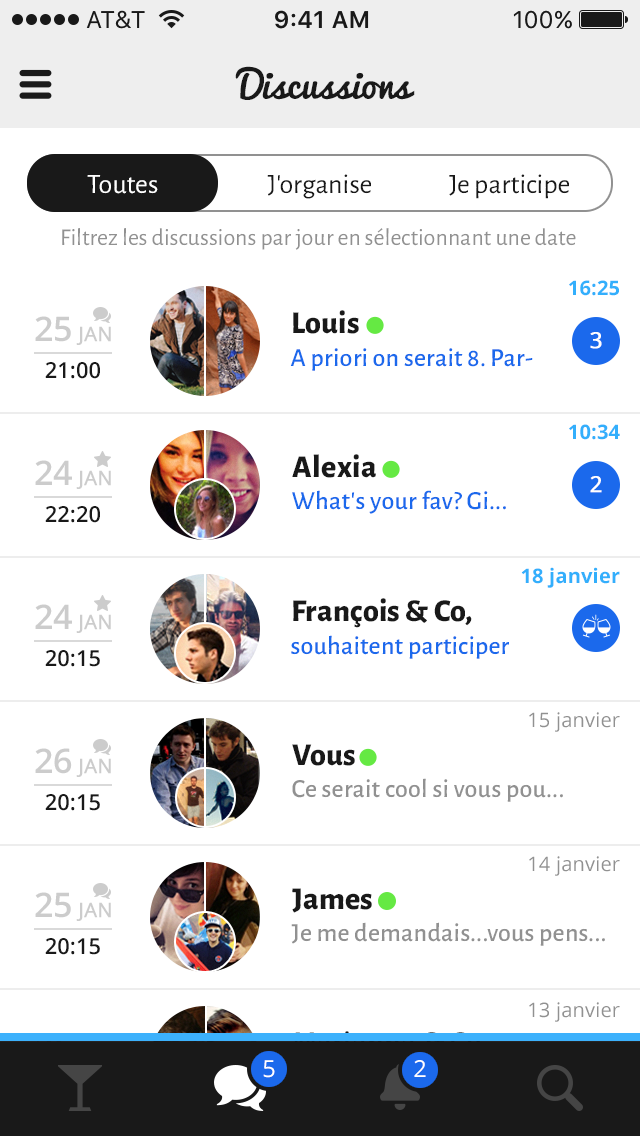 AT&T 9:41 AM 100%
Discussions
Toutes J'organise Je participe
Filtrez les discussions par jour en sélectionnant une date
16:25
25 JAN Louis 3
21:00 A priori on serait 8. Par-
10:34
24 JAN Alexia 2
22:20 What's your fav? Gi...
18 janvier
24 JAN François & Co,
20:15 souhaitent participer
15 janvier
26 JAN Vous
20:15 Ce serait cool si vous pou...
14 janvier
25 JAN James
20:15 Je me demandais...vous pens...
13 janvier
5 2